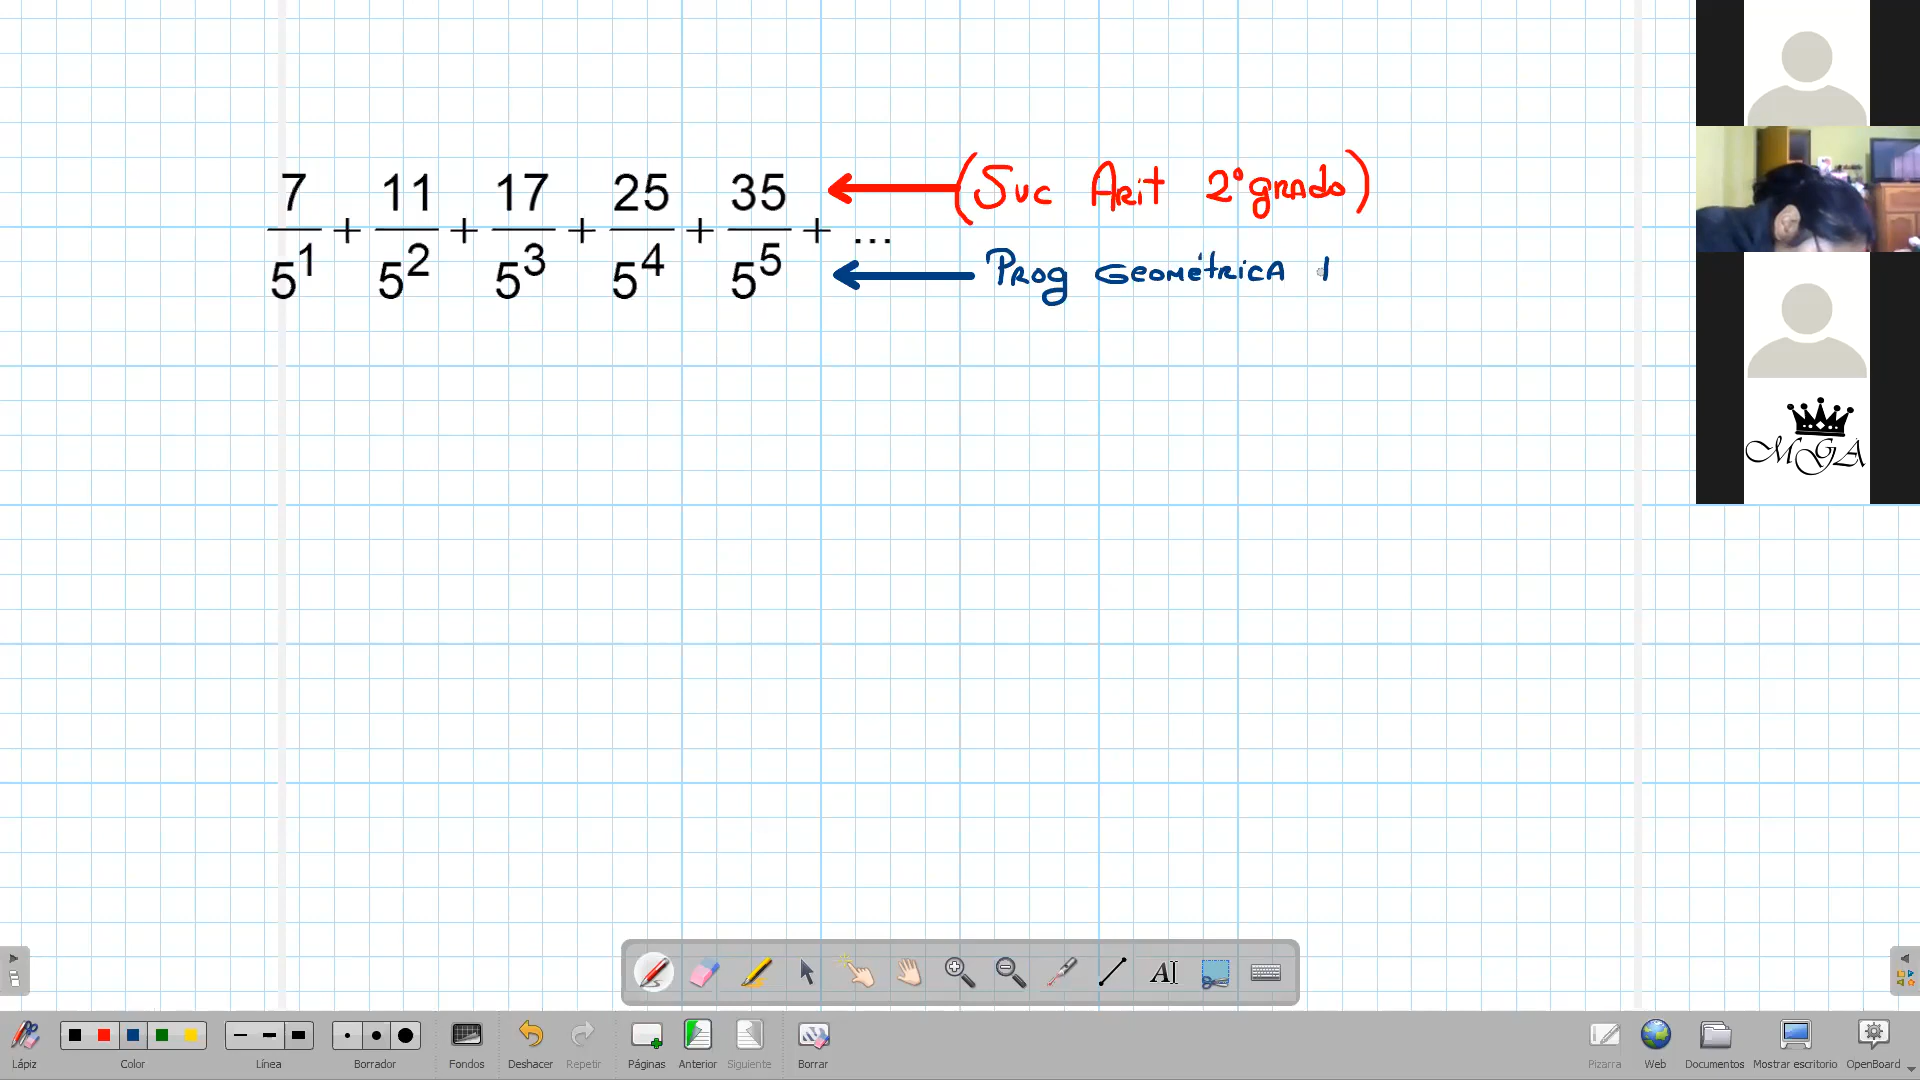 7/5^1 + 11/5^2 + 17/5^3 + 25/5^4 + 35/5^5 + ...
(Suc Arit 2°grado)
Prog Geométrica
MGA
Lápiz
Color
Línea
Borrador
Fondos
Deshacer
Repetir
Páginas
Anterior
Siguiente
Borrar
Pizarra
Web
Documentos
Mostrar escritorio
OpenBoard